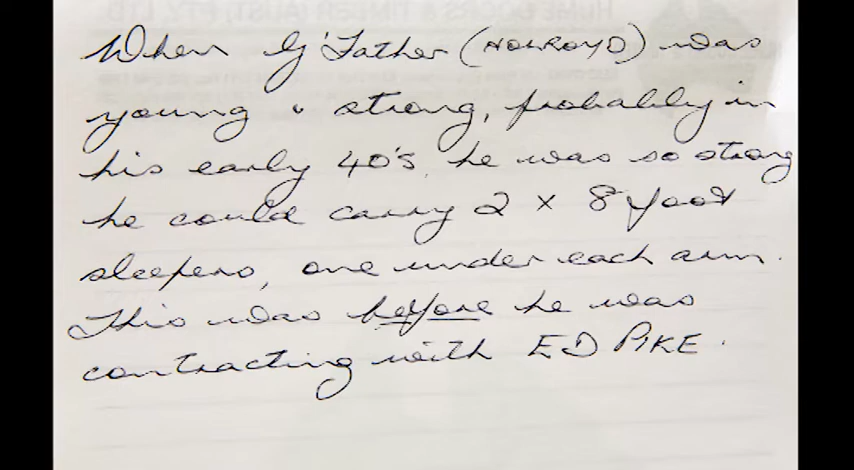 When G'Father (HOLROYD) was
young & strong, probably in
his early 40's, he was so strong
he could carry 2 x 8 foot
sleepers, one under each arm.
This was before he was
contracting with ED PIKE.